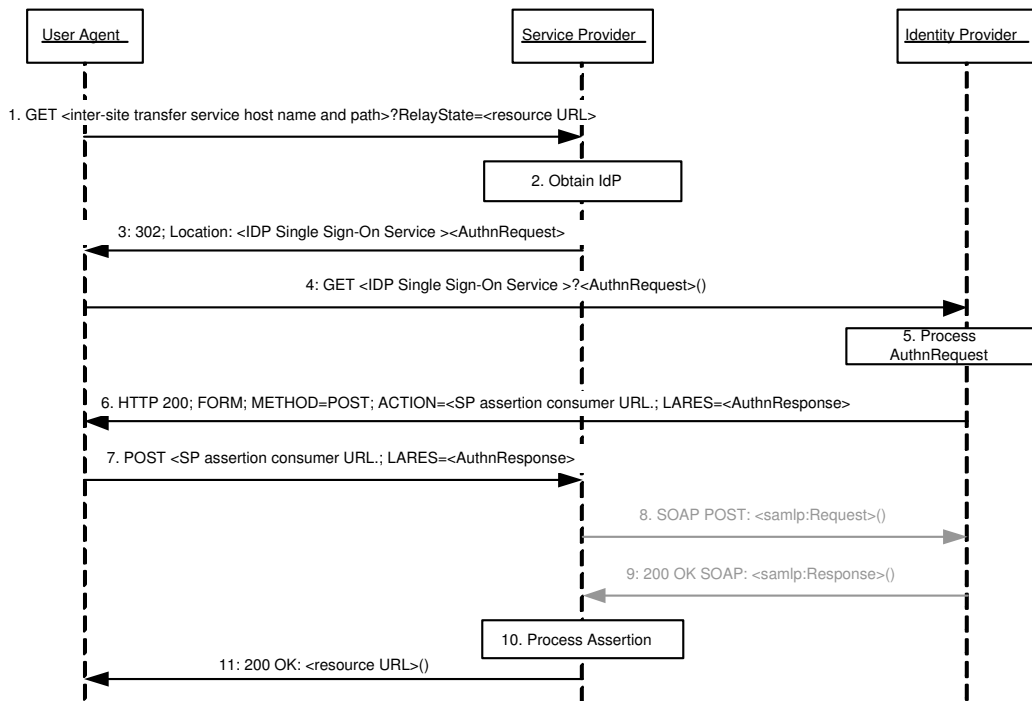 User Agent
Service Provider
Identity Provider
1. GET <inter-site transfer service host name and path>?RelayState=<resource URL>
2. Obtain IdP
3: 302; Location: <IDP Single Sign-On Service ><AuthnRequest>
4: GET <IDP Single Sign-On Service >?<AuthnRequest>()
5. Process
AuthnRequest
6. HTTP 200; FORM; METHOD=POST; ACTION=<SP assertion consumer URL.; LARES=<AuthnResponse>
7. POST <SP assertion consumer URL.; LARES=<AuthnResponse>
8. SOAP POST: <samlp:Request>()
9: 200 OK SOAP: <samlp:Response>()
10. Process Assertion
11: 200 OK: <resource URL>()